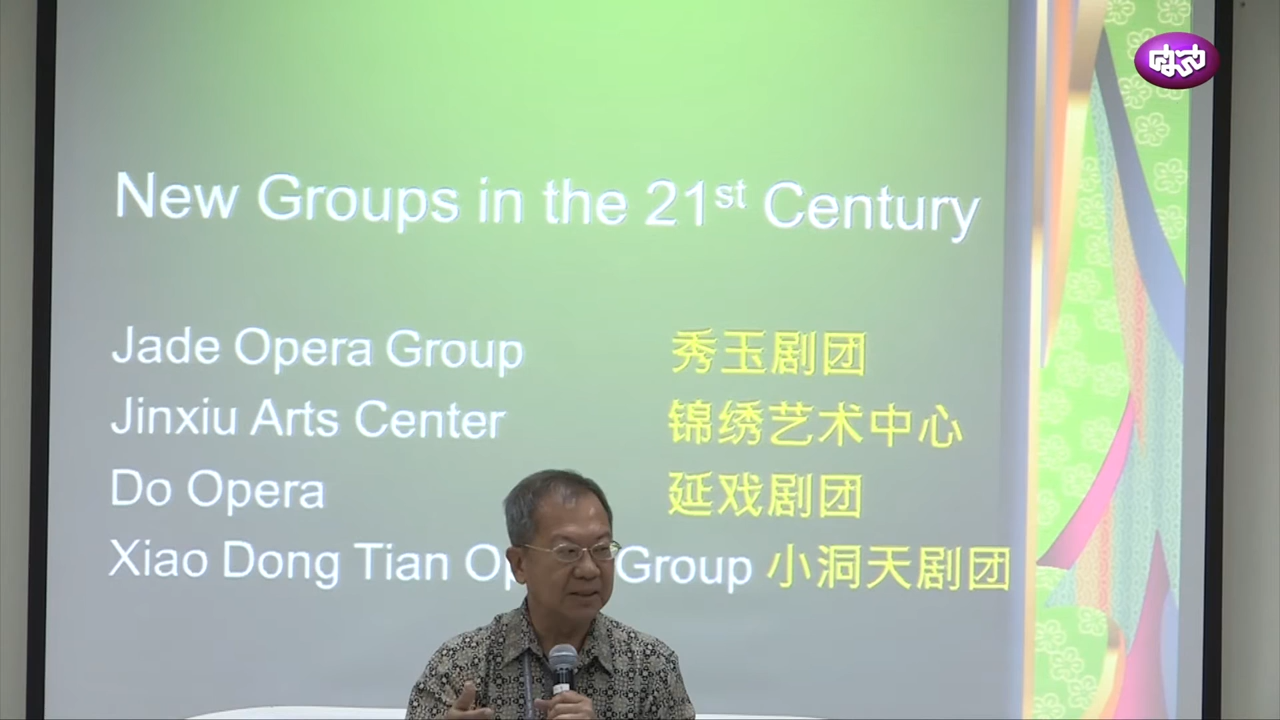 New Groups in the 21st Century
Jade Opera Group 秀玉剧团
Jinxiu Arts Center 锦绣艺术中心
Do Opera 延戏剧团
Xiao Dong Tian Group 小洞天剧团